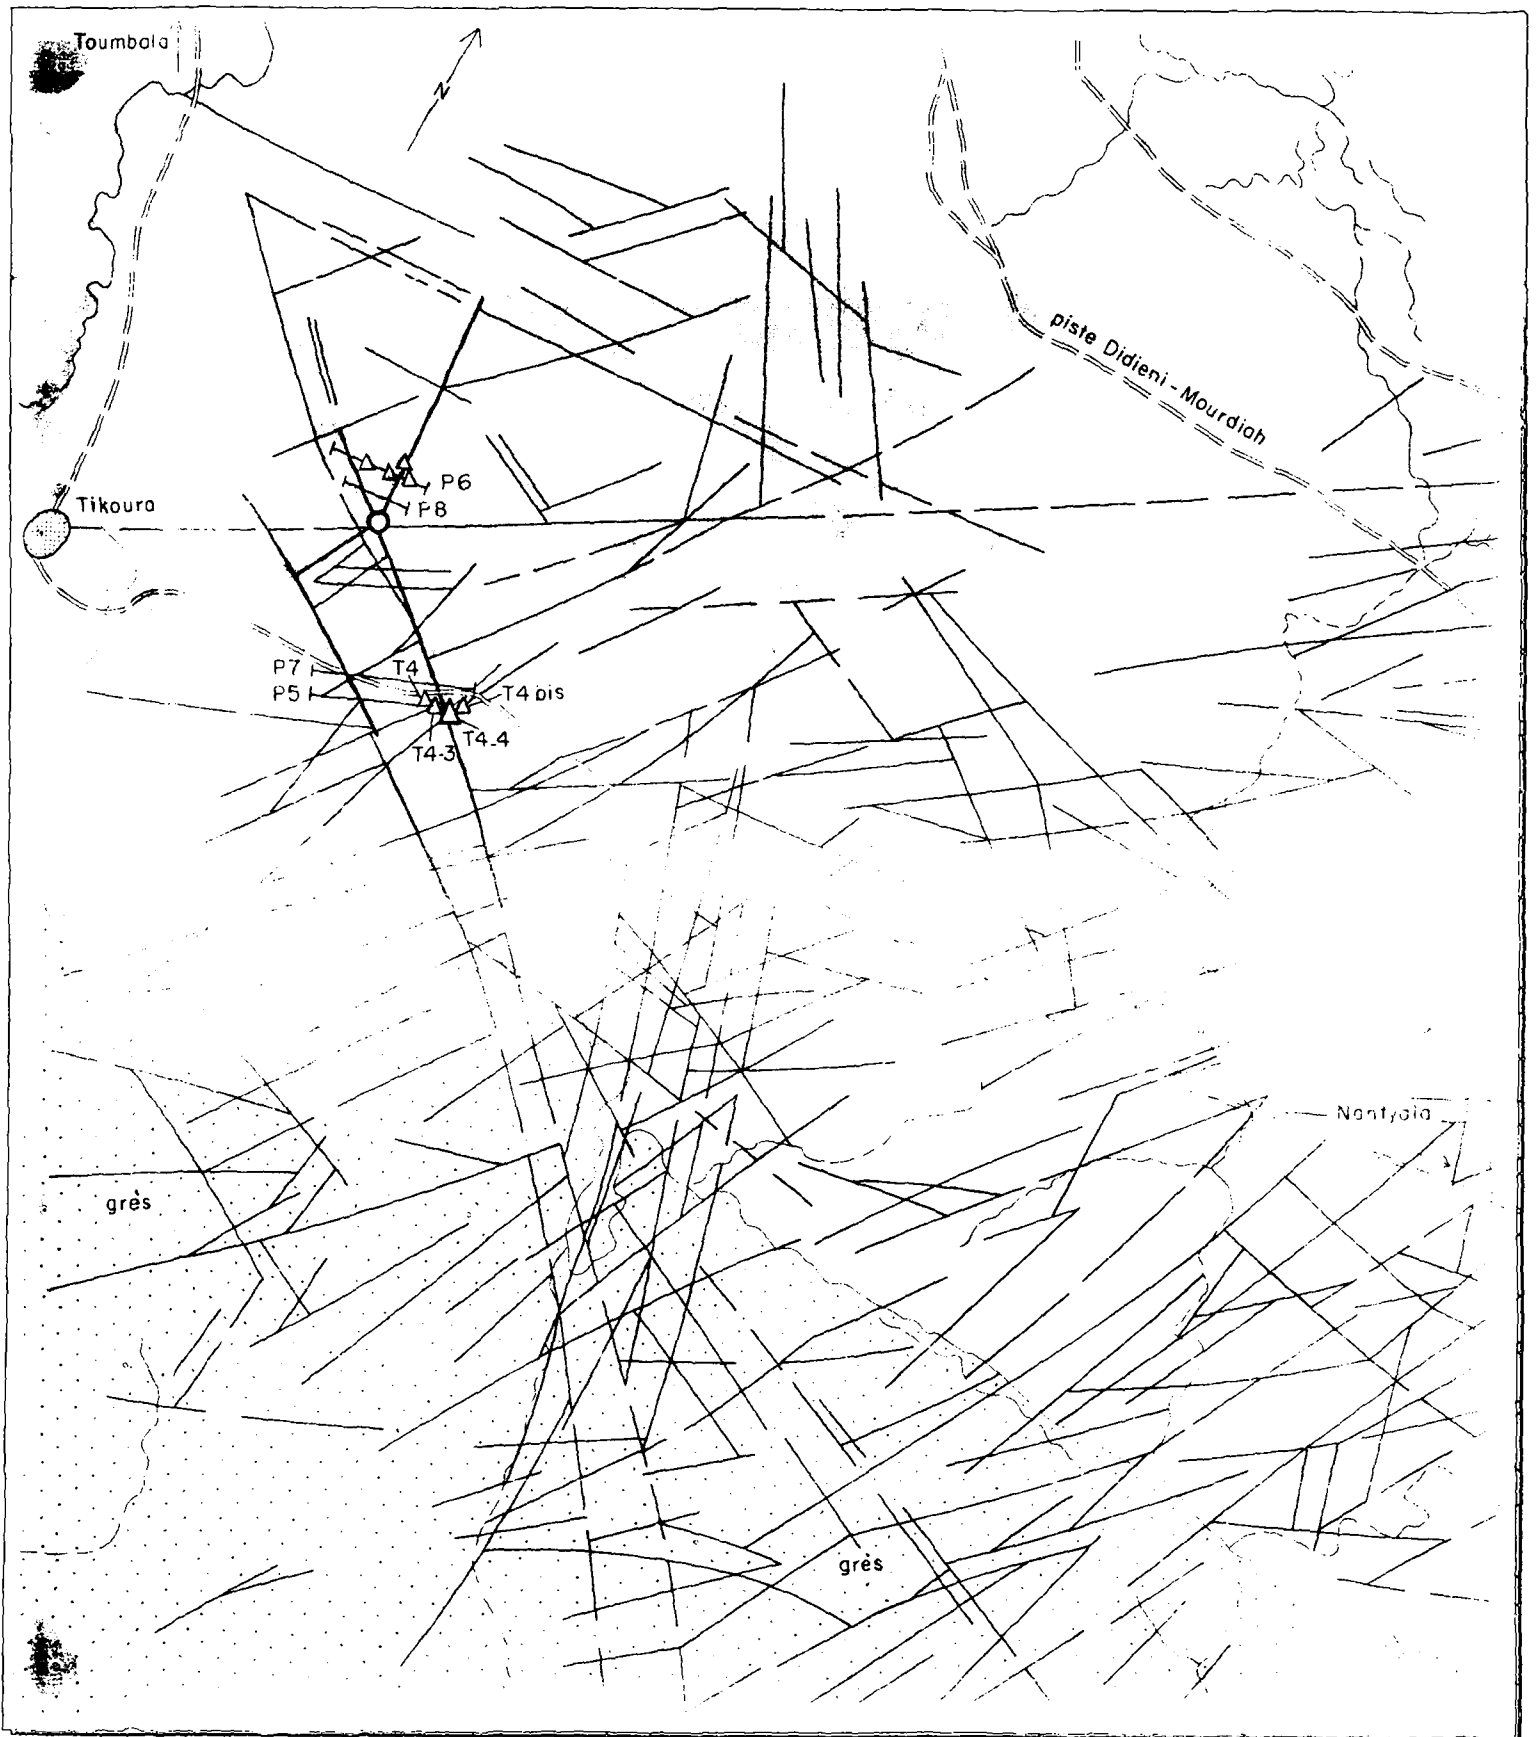 Toumbala
N
piste Didieni - Mourdiah
P6
P8
Tikoura
P7
T4
P5
T4 bis
T4-4
T4-3
Nantyala
grès
grès